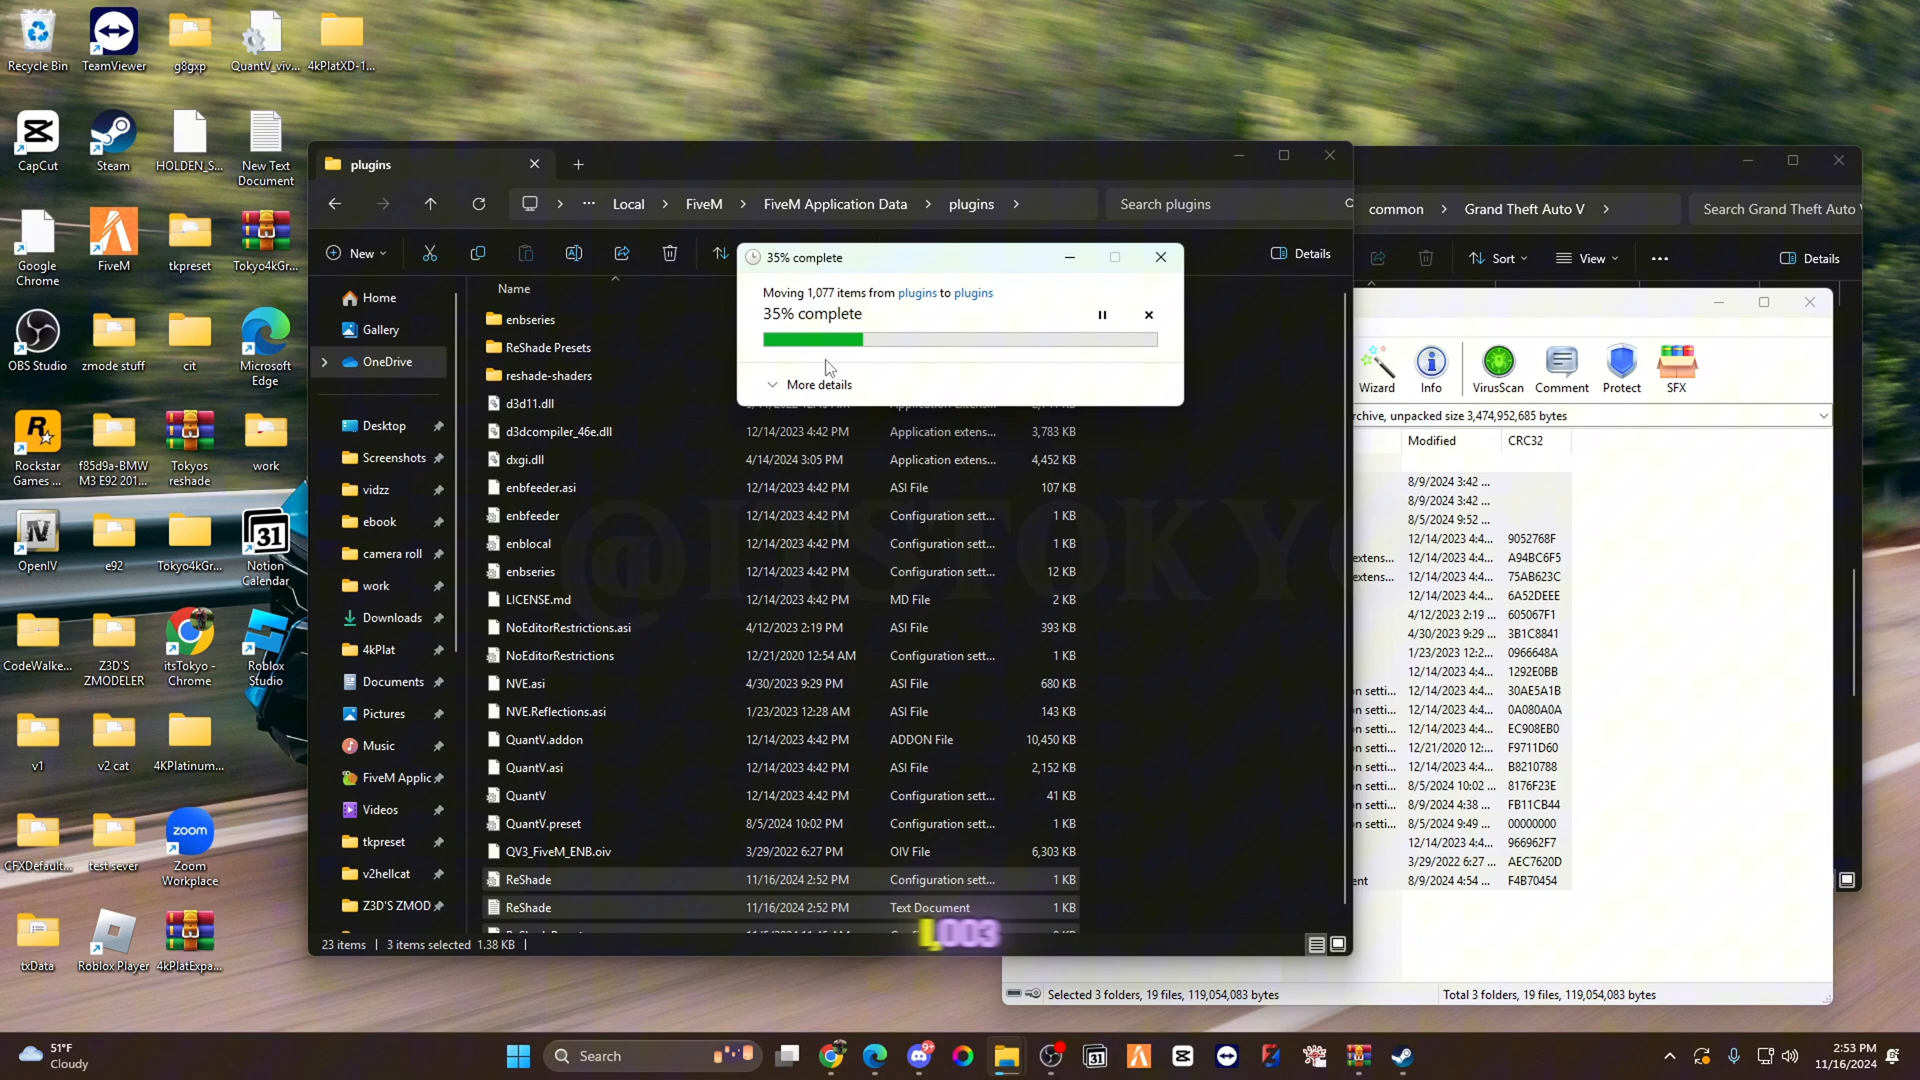 Recycle Bin
TeamViewer
g8gxp
QuantV_viv...
4kPlatXD-1...
CapCut
Steam
HOLDEN_S...
New Text
Document
Google
Chrome
FiveM
tkpreset
Tokyo4kGr...
OBS Studio
zmode stuff
cit
Microsoft
Edge
Rockstar
Games ...
f85d9a-BMW
M3 E92 201...
Tokyos
reshade
work
OpenIV
e92
Tokyo4kGr...
Notion
Calendar
CodeWalke...
Z3D'S
ZMODELER
itsTokyo -
Chrome
Roblox
Studio
v1
v2 cat
4KPlatinum...
CFXDefault...
test sever
Zoom
Workplace
txData
Roblox Player
4kPlatExpa...
plugins
Local
FiveM
FiveM Application Data
plugins
Search plugins
New
Details
Home
Gallery
OneDrive
Desktop
Screenshots
vidzz
ebook
camera roll
work
Downloads
4kPlat
Documents
Pictures
Music
FiveM Applic
Videos
tkpreset
v2hellcat
Z3D'S ZMOD
Name
enbseries
ReShade Presets
reshade-shaders
d3d11.dll
d3dcompiler_46e.dll 12/14/2023 4:42 PM Application extens... 3,783 KB
dxgi.dll 4/14/2024 3:05 PM Application extens... 4,452 KB
enbfeeder.asi 12/14/2023 4:42 PM ASI File 107 KB
enbfeeder 12/14/2023 4:42 PM Configuration sett... 1 KB
enblocal 12/14/2023 4:42 PM Configuration sett... 1 KB
enbseries 12/14/2023 4:42 PM Configuration sett... 12 KB
LICENSE.md 12/14/2023 4:42 PM MD File 2 KB
NoEditorRestrictions.asi 4/12/2023 2:19 PM ASI File 393 KB
NoEditorRestrictions 12/21/2020 12:54 AM Configuration sett... 1 KB
NVE.asi 4/30/2023 9:29 PM ASI File 680 KB
NVE.Reflections.asi 1/23/2023 12:28 AM ASI File 143 KB
QuantV.addon 12/14/2023 4:42 PM ADDON File 10,450 KB
QuantV.asi 12/14/2023 4:42 PM ASI File 2,152 KB
QuantV 12/14/2023 4:42 PM Configuration sett... 41 KB
QuantV.preset 8/5/2024 10:02 PM Configuration sett... 1 KB
QV3_FiveM_ENB.oiv 3/29/2022 6:27 PM OIV File 6,303 KB
ReShade 11/16/2024 2:52 PM Configuration sett... 1 KB
ReShade 11/16/2024 2:52 PM Text Document 1 KB
23 items 3 items selected 1.38 KB
1,003
35% complete
Moving 1,077 items from plugins to plugins
35% complete
More details
common
Grand Theft Auto V
Search Grand Theft Auto V
Sort
View
Details
Wizard
Info
VirusScan
Comment
Protect
SFX
rchive, unpacked size 3,474,952,685 bytes
Modified CRC32
8/9/2024 3:42 ...
8/9/2024 3:42 ...
8/5/2024 9:52 ...
12/14/2023 4:4... 9052768F
extens... 12/14/2023 4:4... A94BC6F5
extens... 12/14/2023 4:4... 75AB623C
12/14/2023 4:4... 6A52DEEE
4/12/2023 2:19 ... 605067F1
4/30/2023 9:29 ... 3B1C8841
1/23/2023 12:2... 0966648A
12/14/2023 4:4... 1292E0BB
on setti... 12/14/2023 4:4... 30AE5A1B
on setti... 12/14/2023 4:4... 0A080A0A
on setti... 12/14/2023 4:4... EC908EB0
on setti... 12/21/2020 12:... F9711D60
on setti... 12/14/2023 4:4... B8210788
on setti... 8/5/2024 10:02 ... 8176F23E
on setti... 8/9/2024 4:38 ... FB11CB44
on setti... 8/5/2024 9:49 ... 00000000
12/14/2023 4:4... 966962F7
3/29/2022 6:27 ... AEC7620D
ent 8/9/2024 4:54 ... F4B70454
Selected 3 folders, 19 files, 119,054,083 bytes
Total 3 folders, 19 files, 119,054,083 bytes
51°F
Cloudy
Search
2:53 PM
11/16/2024